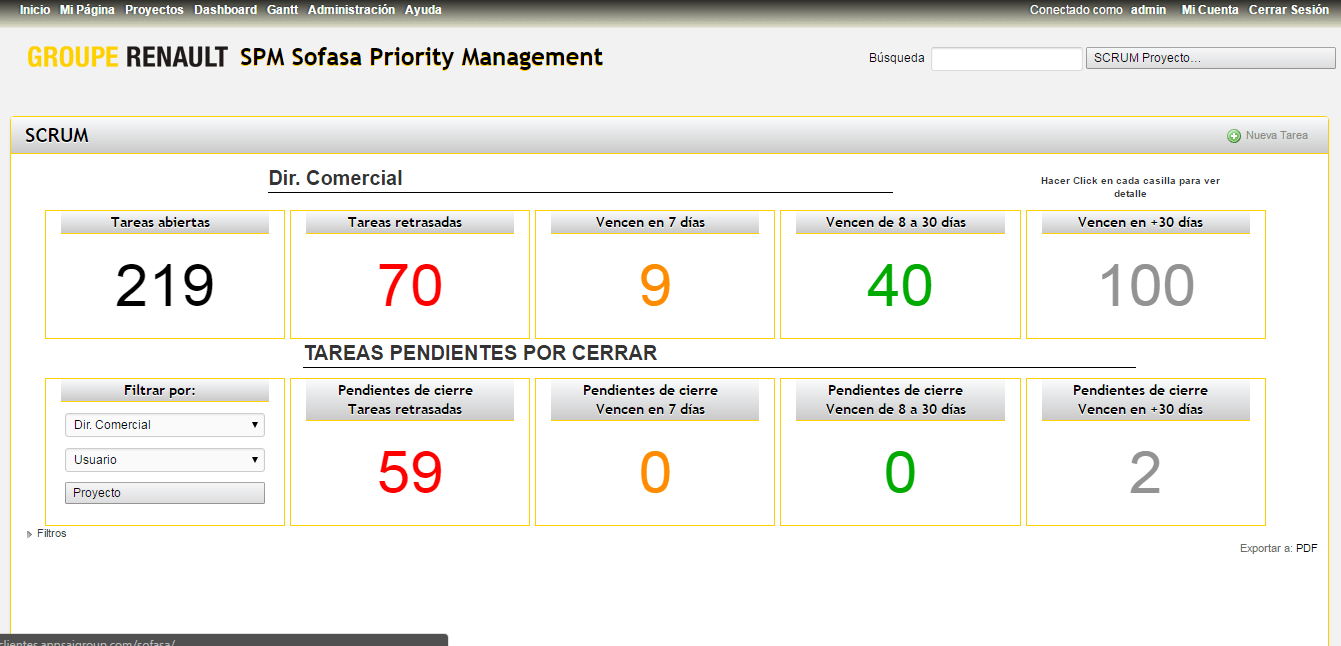 Inicio Mi Página Proyectos Dashboard Gantt Administración Ayuda
Conectado como admin Mi Cuenta Cerrar Sesión
GROUPE RENAULT SPM Sofasa Priority Management
Búsqueda
SCRUM Proyecto...
SCRUM
Nueva Tarea
Dir. Comercial
Hacer Click en cada casilla para ver
detalle
Tareas abiertas
219
Tareas retrasadas
70
Vencen en 7 días
9
Vencen de 8 a 30 días
40
Vencen en +30 días
100
TAREAS PENDIENTES POR CERRAR
Filtrar por:
Dir. Comercial
Usuario
Proyecto
Pendientes de cierre
Tareas retrasadas
59
Pendientes de cierre
Vencen en 7 días
0
Pendientes de cierre
Vencen de 8 a 30 días
0
Pendientes de cierre
Vencen en +30 días
2
Filtros
Exportar a: PDF
clientes.appsaigroup.com/sofasa/